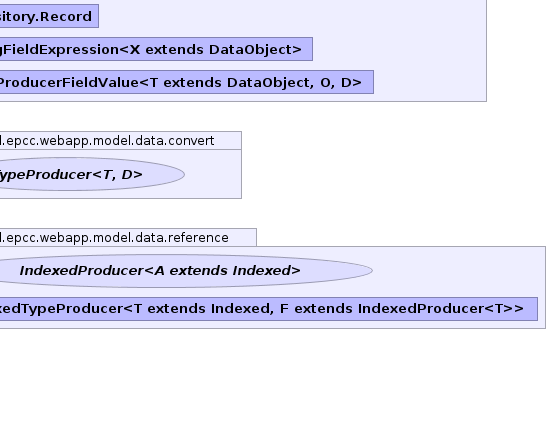 sitory.Record
gFieldExpression<X extends DataObject>
ProducerFieldValue<T extends DataObject, O, D>
l.epcc.webapp.model.data.convert
ypeProducer<T, D>
l.epcc.webapp.model.data.reference
IndexedProducer<A extends Indexed>
xedTypeProducer<T extends Indexed, F extends IndexedProducer<T>>